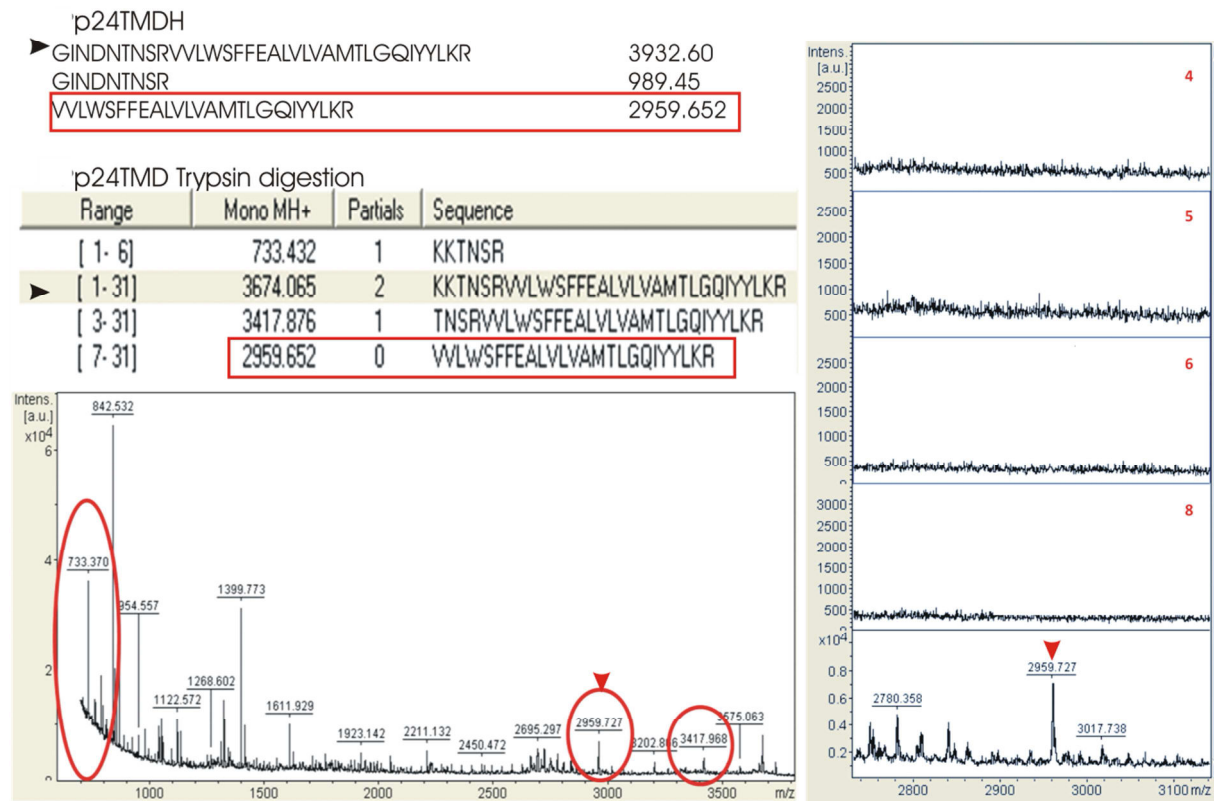 'p24TMDH
GINDNTNSRVVLWSFFEALVLVAMTLGQIYYLKR 3932.60
GINDNTNSR 989.45
VVLWSFFEALVLVAMTLGQIYYLKR 2959.652
'p24TMD Trypsin digestion
Range Mono MH+ Partials Sequence
[ 1- 6] 733.432 1 KKTNSR
[ 1- 31] 3674.065 2 KKTNSRVVLWSFFEALVLVAMTLGQIYYLKR
[ 3- 31] 3417.876 1 TNSRVVLWSFFEALVLVAMTLGQIYYLKR
[ 7- 31] 2959.652 0 VVLWSFFEALVLVAMTLGQIYYLKR
Intens.
[a.u.]
x10⁴
6
4
2
0
842.532
733.370
954.557
1399.773
1268.602
1122.572
1611.929
1923.142
2211.132
2450.472
2695.297
2959.727
3202.886
3417.968
3575.063
1000 1500 2000 2500 3000 3500 m/z
Intens.
[a.u.]
2500
2000
1500
1000
500
4
2500
2000
1500
1000
500
5
2500
2000
1500
1000
500
0
6
3000
2500
2000
1500
1000
500
0
8
x10⁴
0.8
0.6
0.4
0.2
2959.727
2780.358
3017.738
2800 2900 3000 3100 m/z